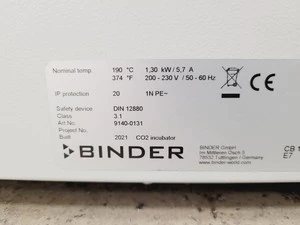 Nominal temp 190 °C 1,30 kW / 5,7 A
374 °F 200 - 230 V / 50 - 60 Hz
IP protection 20 1N PE~
Safety device DIN 12880
Class 3.1
Art.No. 9140-0131
Project No.
Built 2021 CO2 incubator
BINDER
BINDER GmbH
Im Mittleren Ösch 5
78532 Tuttlingen / Germany
www.binder-world.com
CE
CB 1
E7